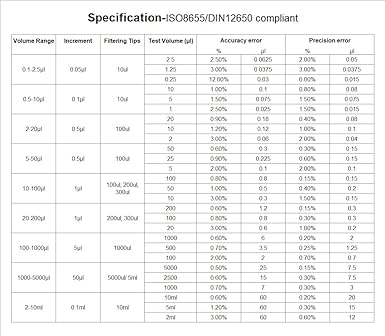 Specification-ISO8655/DIN12650 compliant
Volume Range Increment Filtering Tips Test Volume (µl) Accuracy error Precision error
% µl % µl
2.5 2.50% 0.0625 2.00% 0.05
0.1-2.5µl 0.05µl 10ul 1.25 3.00% 0.0375 3.00% 0.0375
0.25 12.00% 0.03 6.00% 0.015
10 1.00% 0.1 0.80% 0.08
0.5-10µl 0.1µl 10ul 5 1.50% 0.075 1.50% 0.075
1 2.50% 0.025 1.50% 0.015
20 0.90% 0.18 0.40% 0.08
2-20µl 0.5µl 100ul 10 1.20% 0.12 1.00% 0.1
2 3.00% 0.06 2.00% 0.04
50 0.60% 0.3 0.30% 0.15
5-50µl 0.5µl 100ul 25 0.90% 0.225 0.60% 0.15
5 2.00% 0.1 2.00% 0.1
100 0.80% 0.8 0.15% 0.15
10-100µl 1µl 100ul, 200ul, 300ul 50 1.00% 0.5 0.40% 0.2
10 3.00% 0.3 1.50% 0.15
200 0.60% 1.2 0.15% 0.3
20-200µl 1µl 200ul, 300ul 100 0.80% 0.8 0.30% 0.3
20 3.00% 0.6 1.00% 0.2
1000 0.60% 6 0.20% 2
100-1000µl 5µl 1000ul 500 0.70% 3.5 0.25% 1.25
100 2.00% 2 0.70% 0.7
5000 0.50% 25 0.15% 7.5
1000-5000µl 50µl 5000ul/ 5ml 2500 0.60% 15 0.30% 7.5
1000 0.70% 7 0.30% 3
10ml 0.60% 60 0.20% 20
2-10ml 0.1ml 10ml 5ml 1.20% 60 0.30% 15
2ml 3.00% 60 0.60% 12